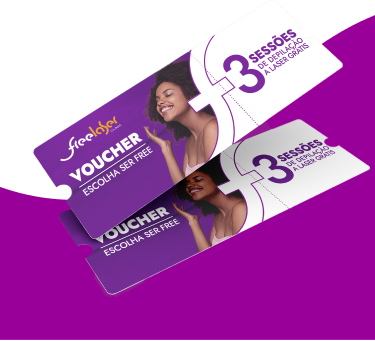 freelaser
VOUCHER
ESCOLHA SER FREE
3 SESSÕES
DE DEPILAÇÃO
A LASER GRÁTIS
VOUCHER
ESCOLHA SER FREE
3 SESSÕES
DE DEPILAÇÃO
A LASER GRÁTIS